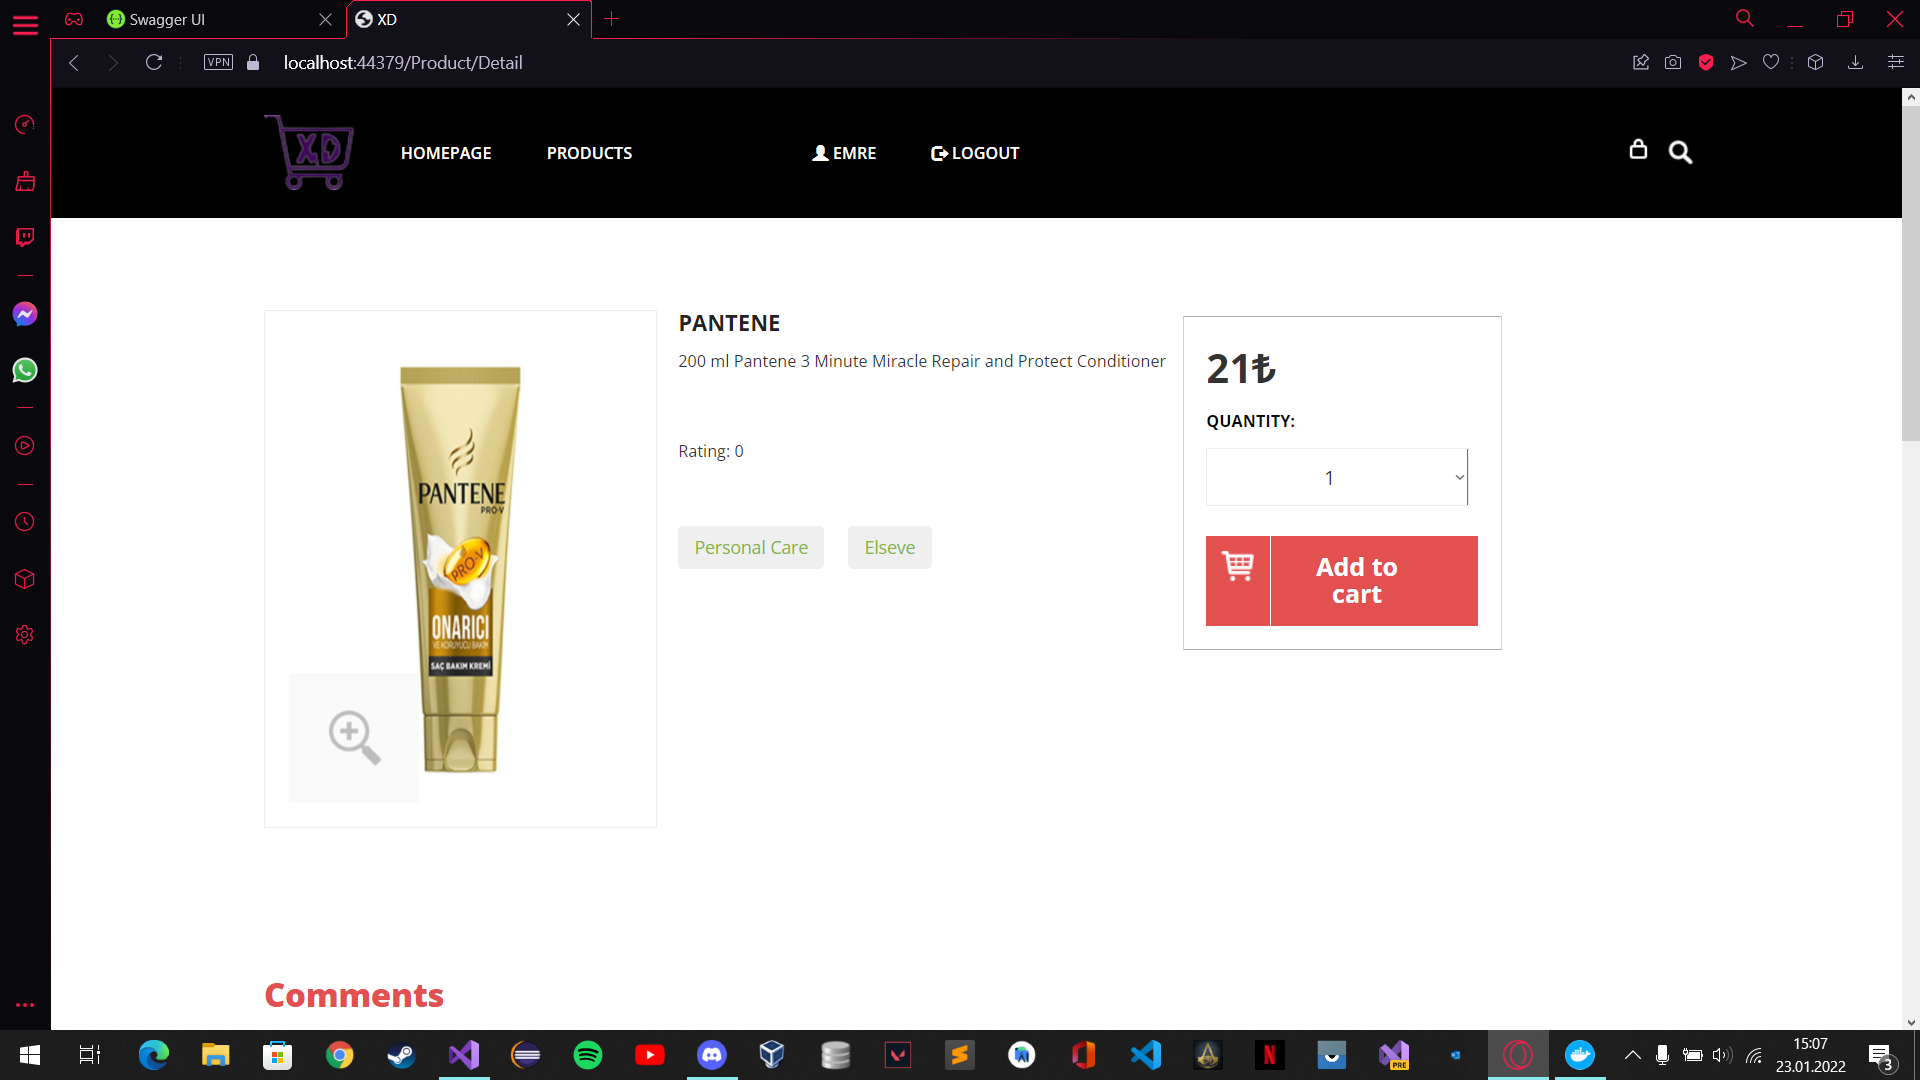 Swagger UI
XD
VPN
localhost:44379/Product/Detail
XD
HOMEPAGE
PRODUCTS
EMRE
LOGOUT
PANTENE
200 ml Pantene 3 Minute Miracle Repair and Protect Conditioner
Rating: 0
Personal Care
Elseve
21₺
QUANTITY:
1
Add to
cart
PANTENE
PRO-V
PRO-V
ONARICI
VE KORUYUCU BAKIM
SAÇ BAKIM KREMİ
Comments
PRE
15:07
23.01.2022
3